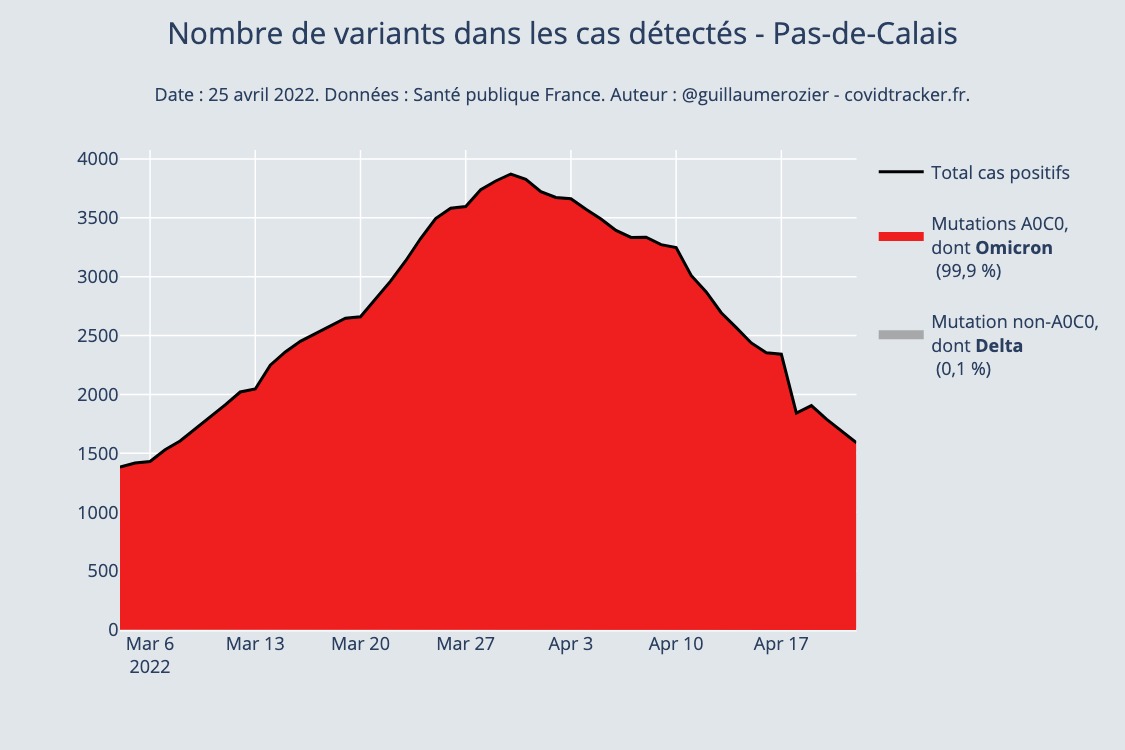 Nombre de variants dans les cas détectés - Pas-de-Calais
Date : 25 avril 2022. Données : Santé publique France. Auteur : @guillaumerozier - covidtracker.fr.
4000
3500
3000
2500
2000
1500
1000
500
0
Mar 6
2022
Mar 13
Mar 20
Mar 27
Apr 3
Apr 10
Apr 17
Total cas positifs
Mutations A0C0,
dont Omicron
(99,9 %)
Mutation non-A0C0,
dont Delta
(0,1 %)